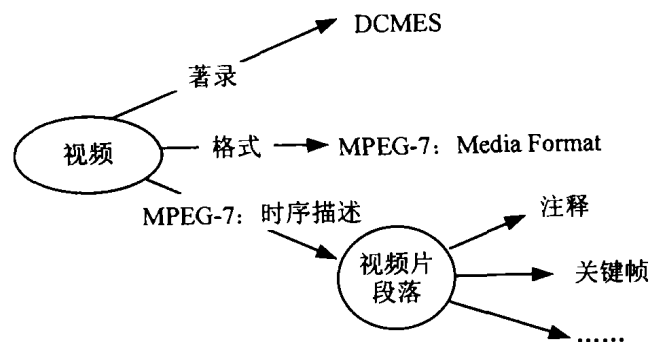 DCMES
著录
视频
格式
MPEG-7：Media Format
MPEG-7：时序描述
注释
视频片
段落
关键帧
……